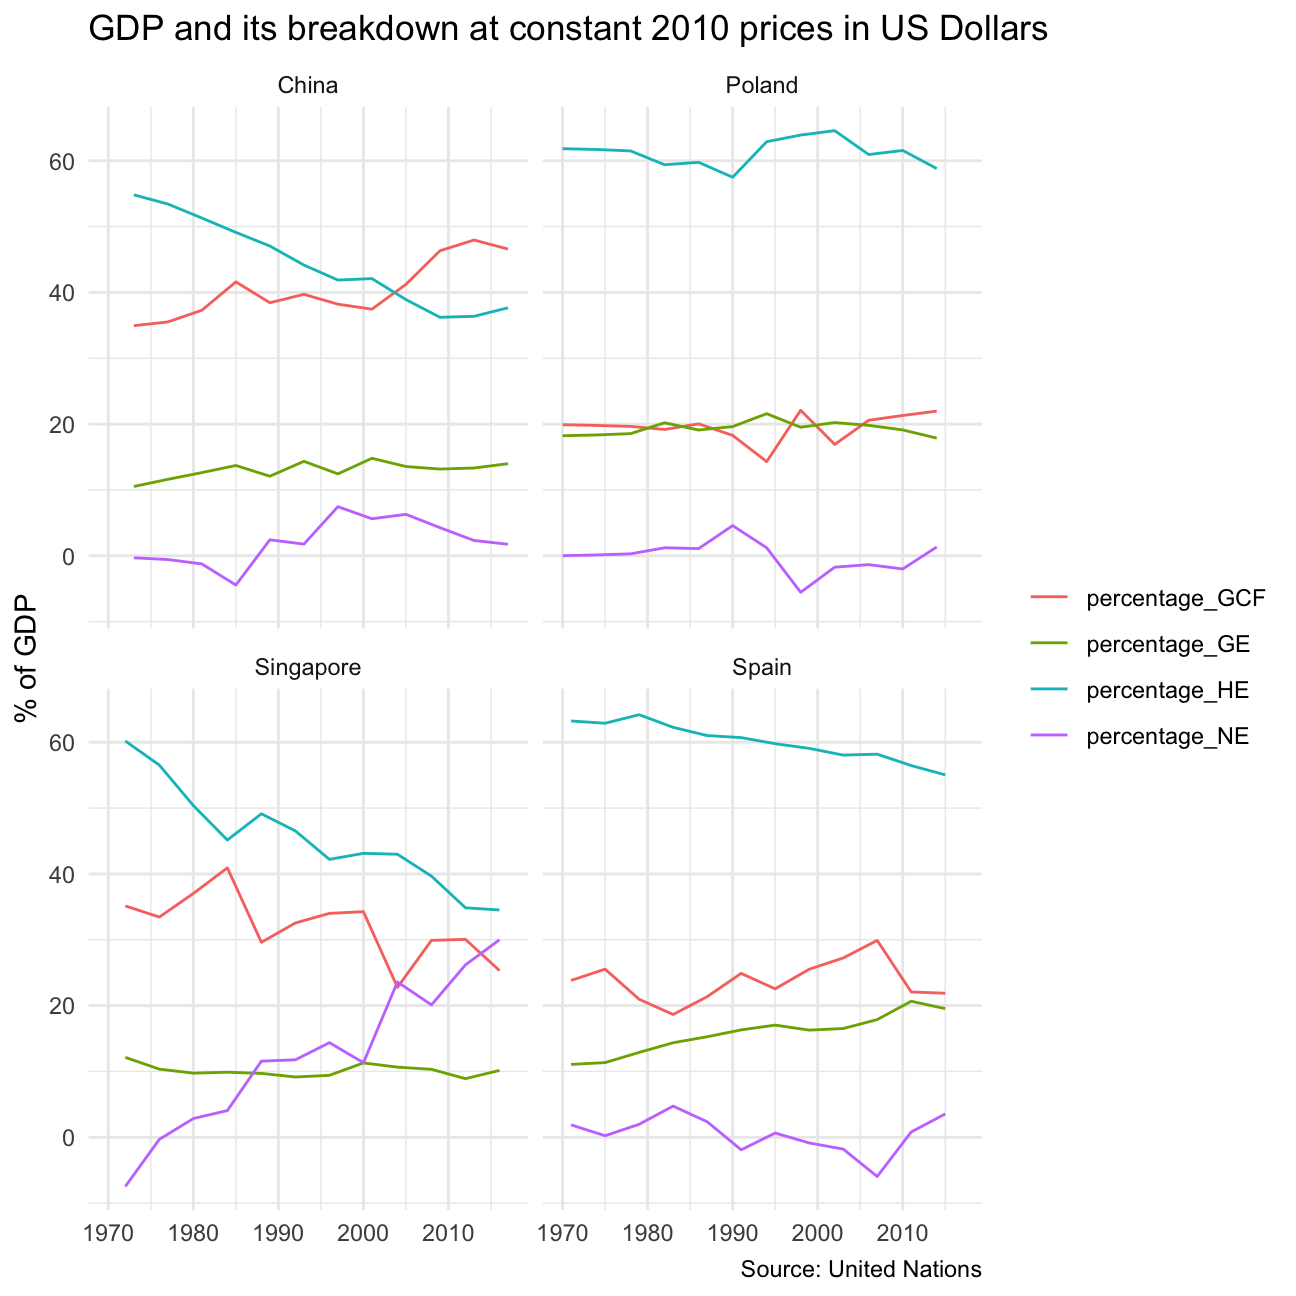 GDP and its breakdown at constant 2010 prices in US Dollars
China
Poland
60
40
20
0
% of GDP
Singapore
Spain
60
40
20
0
1970 1980 1990 2000 2010
1970 1980 1990 2000 2010
percentage_GCF
percentage_GE
percentage_HE
percentage_NE
Source: United Nations